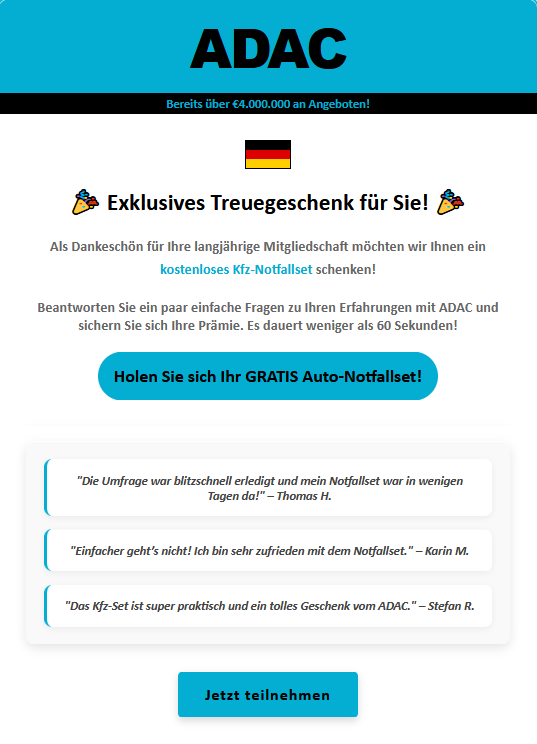 ADAC
Bereits über €4.000.000 an Angeboten!
Exklusives Treuegeschenk für Sie!
Als Dankeschön für Ihre langjährige Mitgliedschaft möchten wir Ihnen ein
kostenloses Kfz-Notfallset schenken!
Beantworten Sie ein paar einfache Fragen zu Ihren Erfahrungen mit ADAC und
sichern Sie sich Ihre Prämie. Es dauert weniger als 60 Sekunden!
Holen Sie sich Ihr GRATIS Auto-Notfallset!
"Die Umfrage war blitzschnell erledigt und mein Notfallset war in wenigen
Tagen da!" – Thomas H.
"Einfacher geht’s nicht! Ich bin sehr zufrieden mit dem Notfallset." – Karin M.
"Das Kfz-Set ist super praktisch und ein tolles Geschenk vom ADAC." – Stefan R.
Jetzt teilnehmen